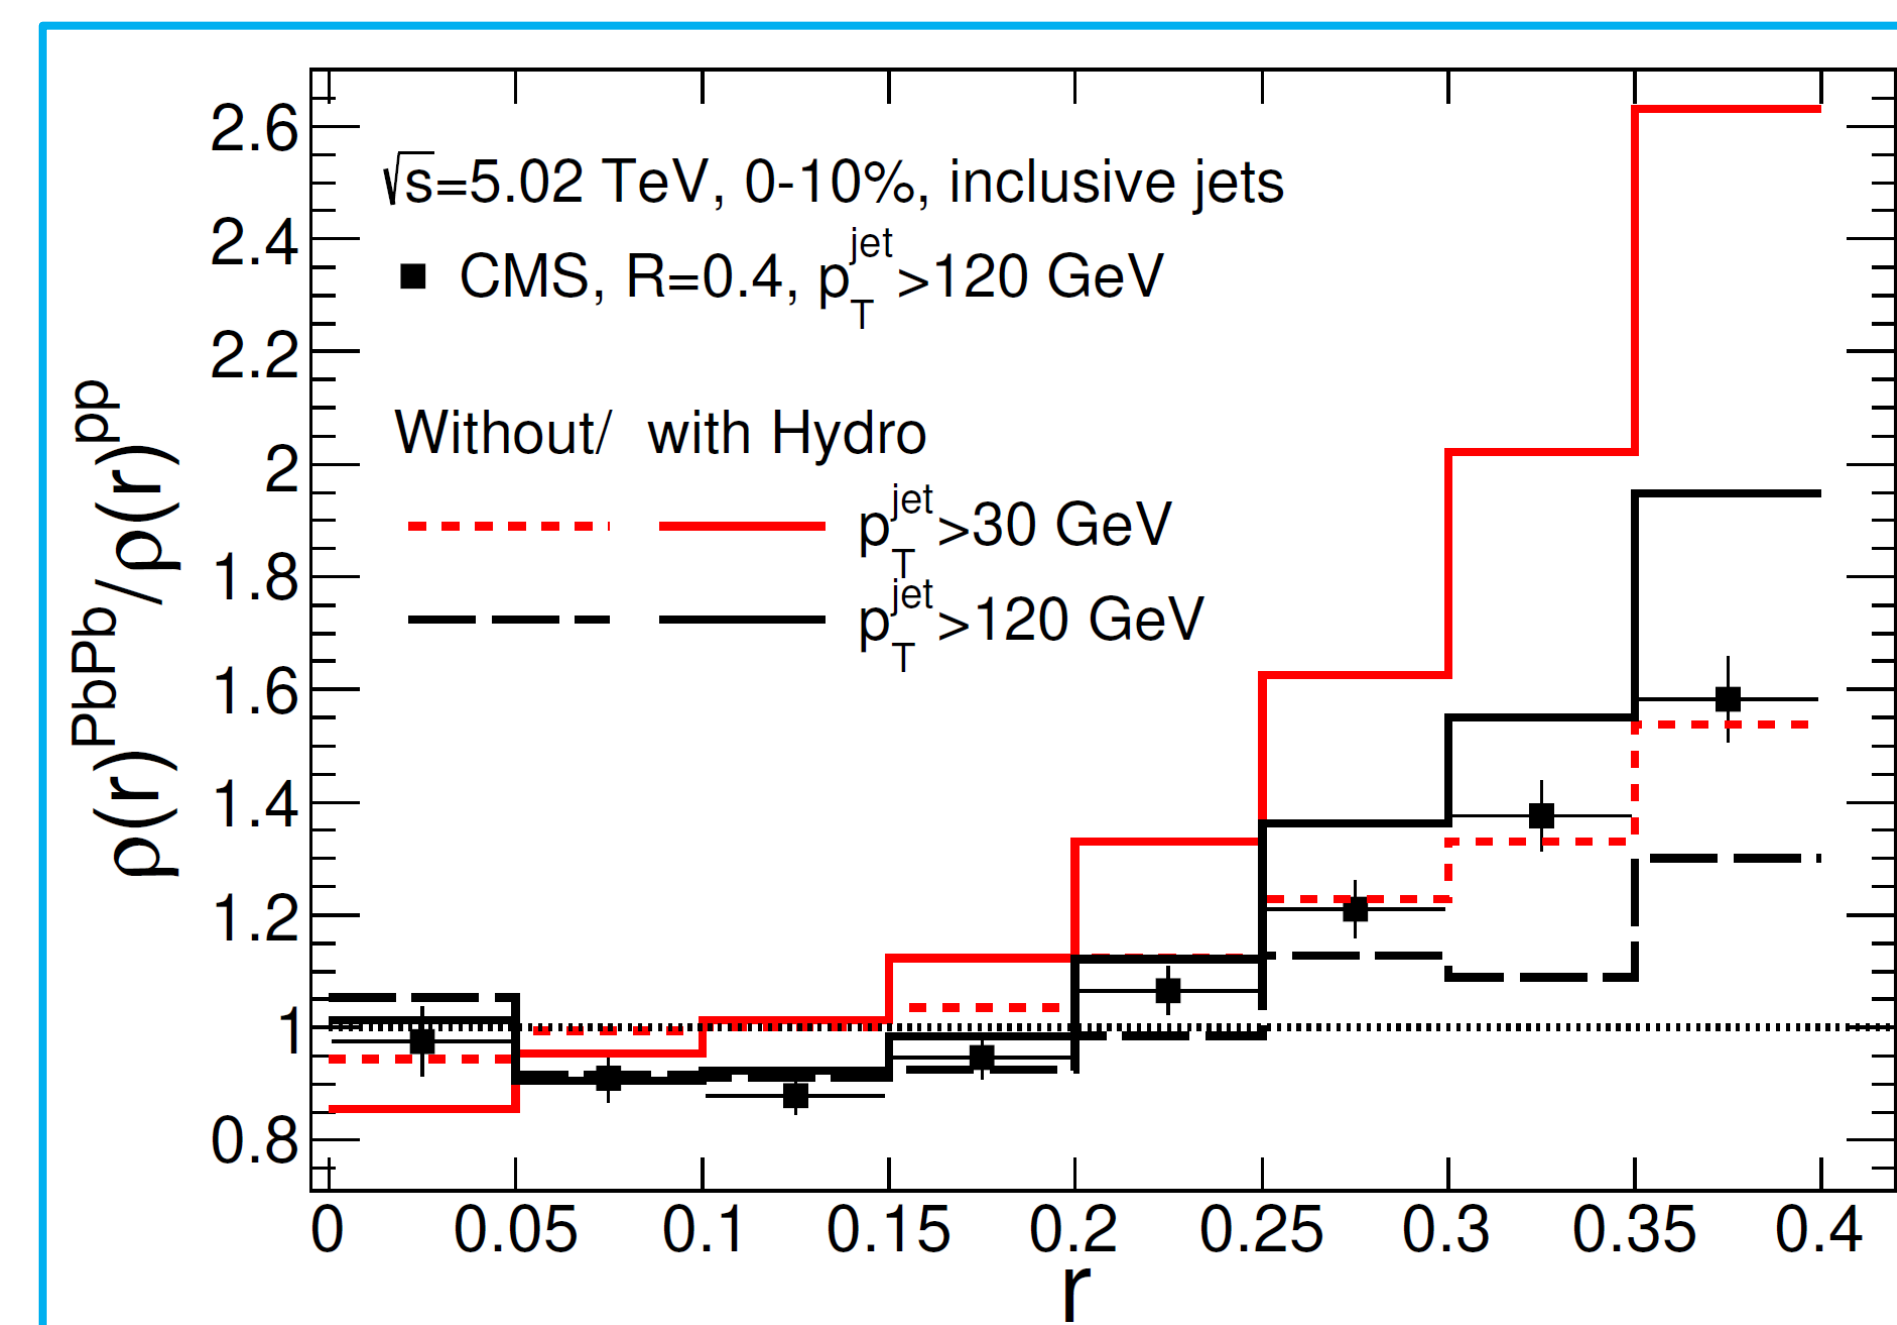 √s=5.02 TeV, 0-10%, inclusive jets
CMS, R=0.4, p_T^jet>120 GeV
Without/ with Hydro
p_T^jet>30 GeV
p_T^jet>120 GeV
ρ(r)^PbPb/ρ(r)^pp
2.6
2.4
2.2
2
1.8
1.6
1.4
1.2
1
0.8
0 0.05 0.1 0.15 0.2 0.25 0.3 0.35 0.4
r